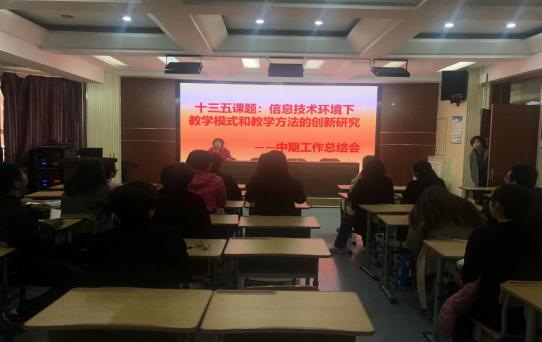 十三五课题：信息技术环境下
教学模式和教学方法的创新研究
——中期工作总结会